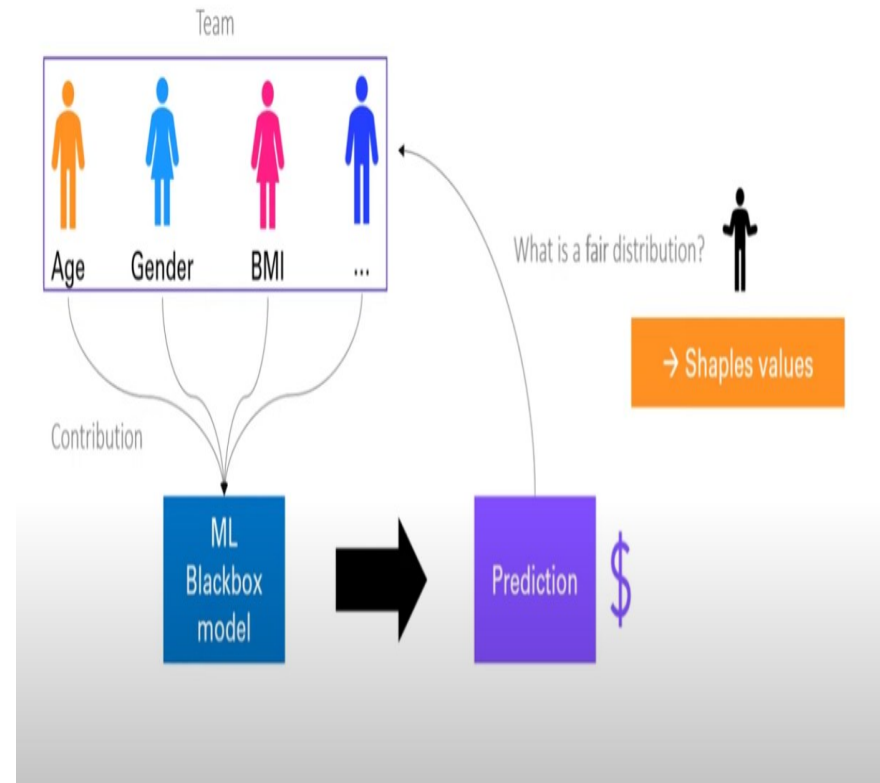 Team
Age Gender BMI ...
What is a fair distribution?
→ Shaples values
Contribution
ML
Blackbox
model
Prediction
$